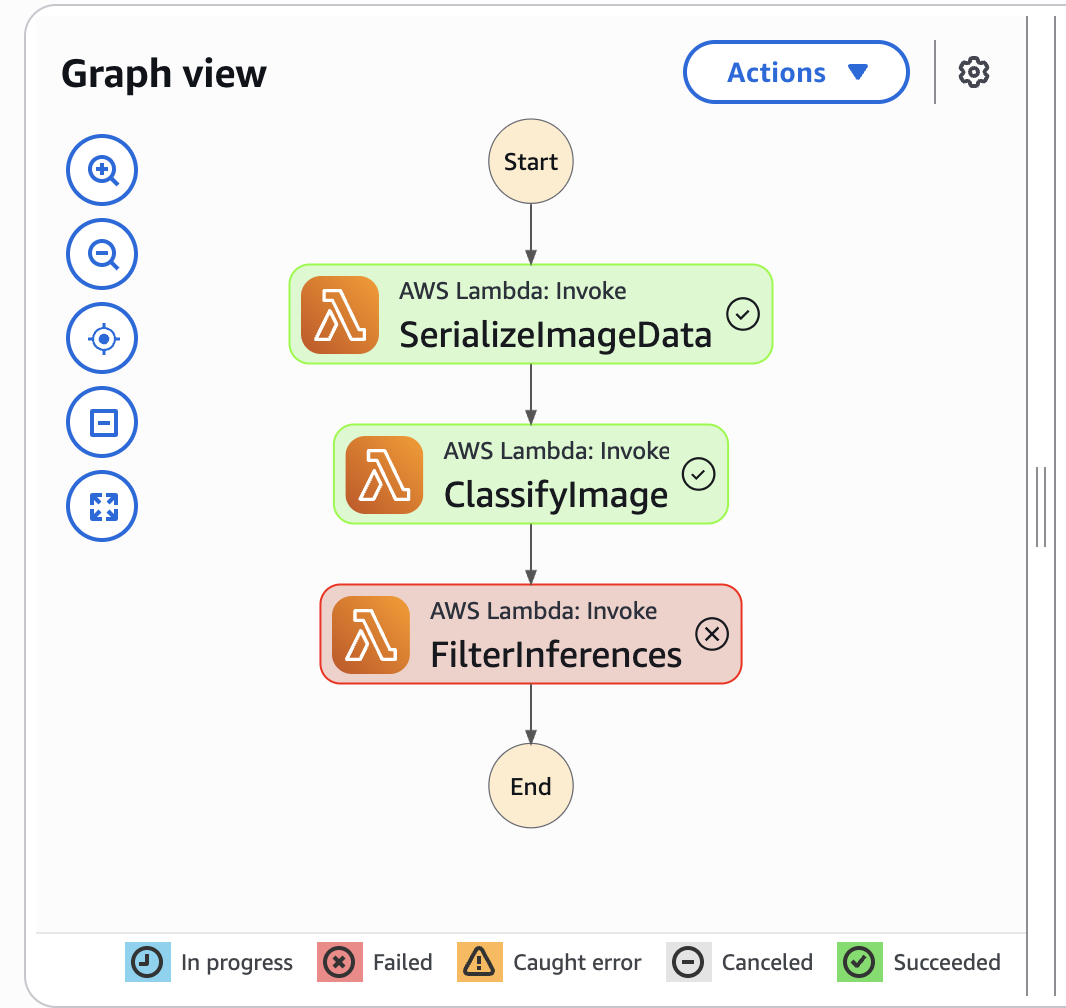 Graph view
Actions
Start
AWS Lambda: Invoke
SerializeImageData
AWS Lambda: Invoke
ClassifyImage
AWS Lambda: Invoke
FilterInferences
End
In progress
Failed
Caught error
Canceled
Succeeded